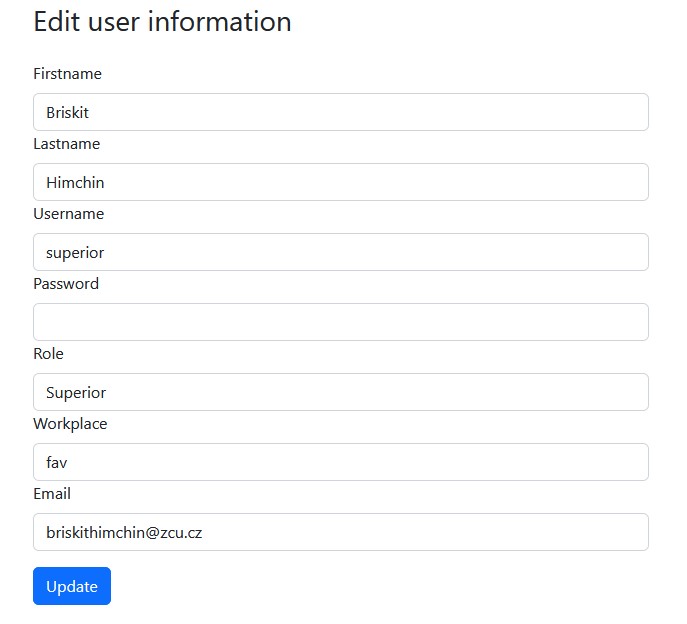 Edit user information
Firstname
Briskit
Lastname
Himchin
Username
superior
Password
Role
Superior
Workplace
fav
Email
briskithimchin@zcu.cz
Update